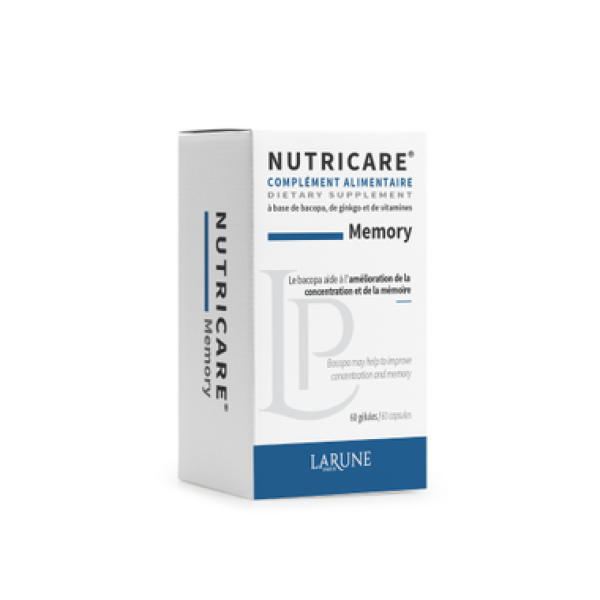 NUTRICARE®
COMPLÉMENT ALIMENTAIRE
DIETARY SUPPLEMENT
à base de bacopa, de ginkgo et de vitamines
Memory
Le bacopa aide à l'amélioration de la
concentration et de la mémoire
LP
Bacopa may help to improve
concentration and memory
60 gélules / 60 capsules
LARUNE
PARIS
NUTRICARE®
Memory